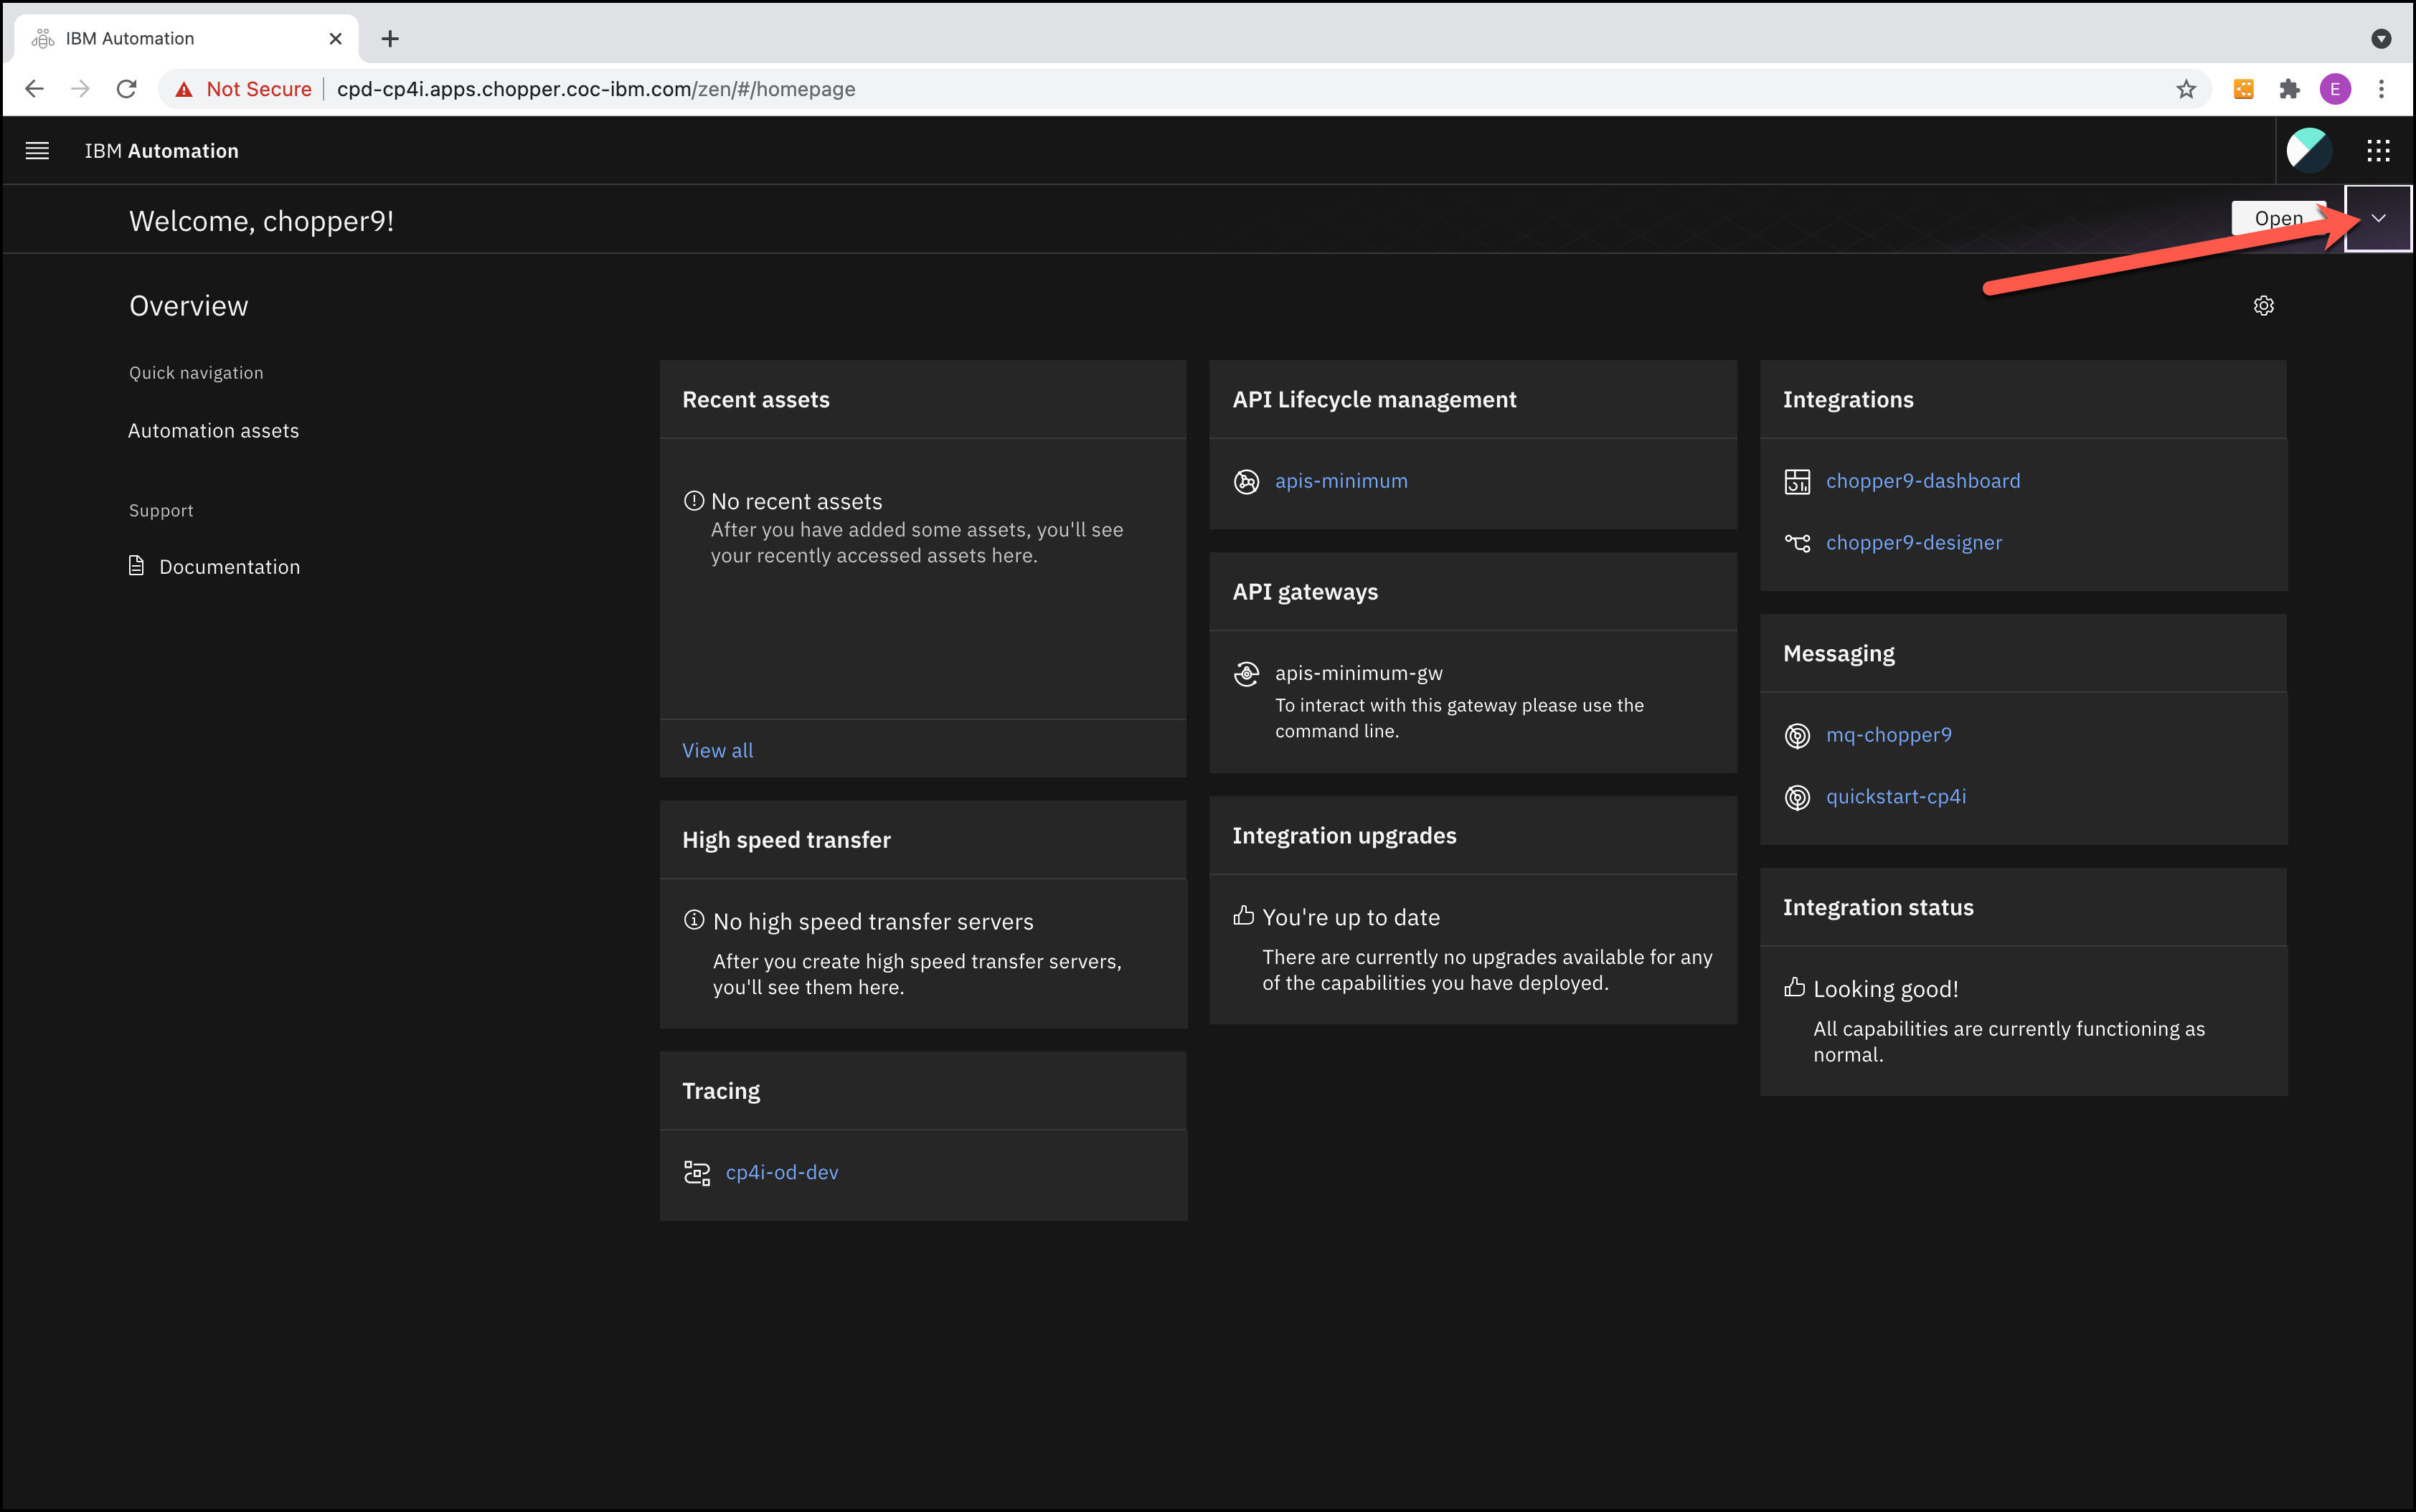 IBM Automation
Not Secure
cpd-cp4i.apps.chopper.coc-ibm.com/zen/#/homepage
E
IBM Automation
Welcome, chopper9!
Open
Overview
Quick navigation
Automation assets
Support
Documentation
Recent assets
No recent assets
After you have added some assets, you'll see
your recently accessed assets here.
View all
High speed transfer
No high speed transfer servers
After you create high speed transfer servers,
you'll see them here.
Tracing
cp4i-od-dev
API Lifecycle management
apis-minimum
API gateways
apis-minimum-gw
To interact with this gateway please use the
command line.
Integration upgrades
You're up to date
There are currently no upgrades available for any
of the capabilities you have deployed.
Integrations
chopper9-dashboard
chopper9-designer
Messaging
mq-chopper9
quickstart-cp4i
Integration status
Looking good!
All capabilities are currently functioning as
normal.